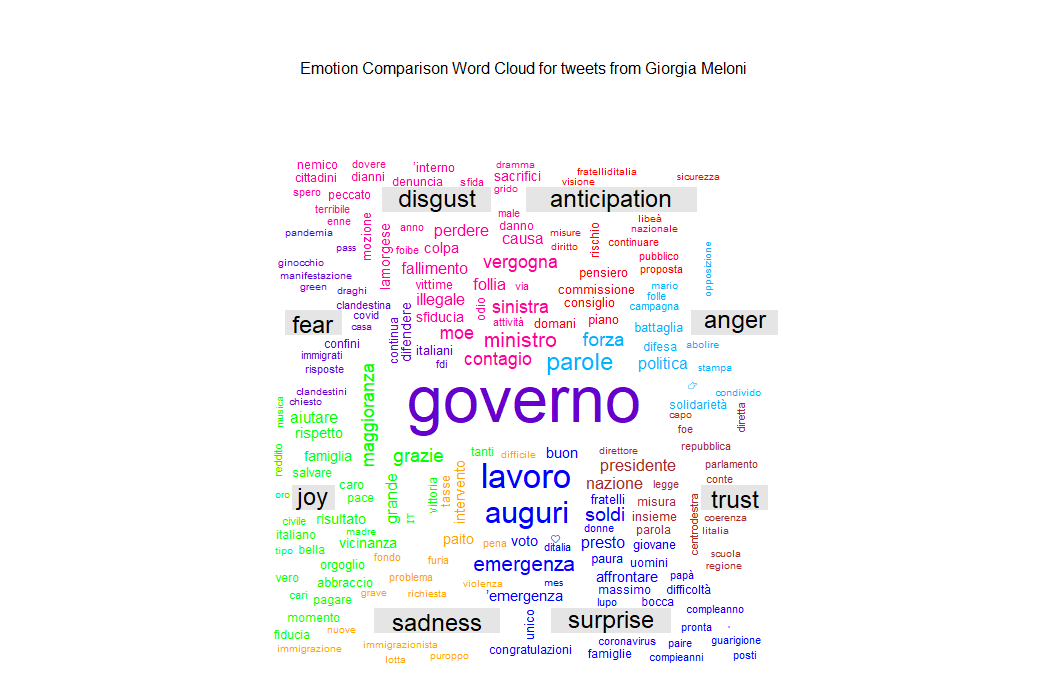 Emotion Comparison Word Cloud for tweets from Giorgia Meloni
nemico dovere 'interno dramma fratelliditalia
cittadini dianni denuncia sfida sacrifici visione sicurezza
spero peccato disgust grido anticipation
terribile enne mozione lamorgese anno perdere male danno causa misure diritto rischio libeà nazionale
pandemia pass foibe colpa continuare opposizione
ginocchio manifestazione fallimento vergogna pensiero pubblico proposta
green draghi vittime follia via commissione mario folle
clandestina illegale odio sinistra consiglio campagna
fear covid casa continua difendere sfiducia attività domani piano battaglia anger
confini italiani moe ministro forza difesa abolire
immigrati risposte fdi contagio parole politica stampa
clandestini chiesto maggioranza governo condivido
musica aiutare solidarietà capo diretta
rispetto foe
reddito famiglia grazie tanti difficile buon direttore repubblica
salvare lavoro presidente parlamento
oro joy caro pace grande vittoria tasse intervento nazione legge conte trust
civile risultato IT auguri fratelli soldi misura insieme centrodestra coerenza
italiano madre donne parola litalia
tipo bella vicinanza paito pena voto ditalia presto giovane scuola
orgoglio fondo furia emergenza paura uomini regione
vero abbraccio problema violenza mes affrontare papà
cari pagare grave richiesta 'emergenza massimo difficoltà
momento sadness unico lupo bocca surprise compleanno
fiducia nuove pronta
immigrazione immigrazionista coronavirus paire guarigione
lotta puroppo congratulazioni famiglie compieanni posti